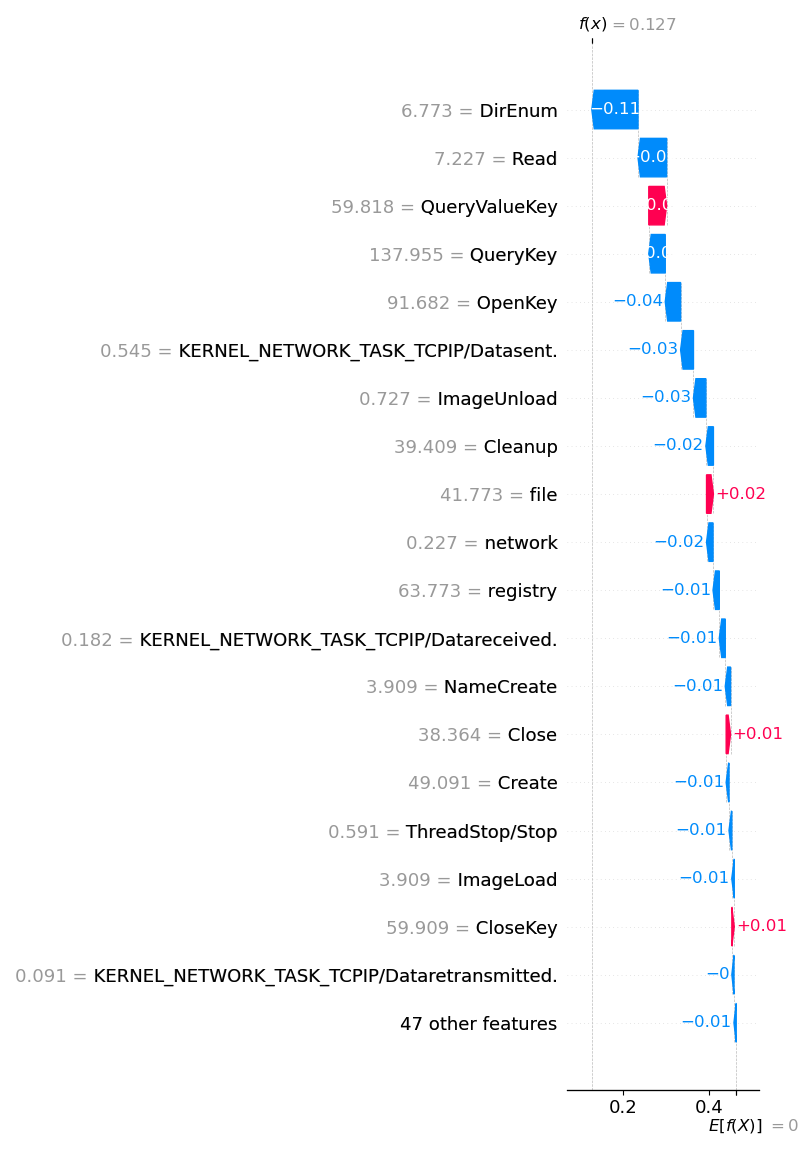 f(x) = 0.127
6.773 = DirEnum −0.11
7.227 = Read
59.818 = QueryValueKey
137.955 = QueryKey
91.682 = OpenKey −0.04
0.545 = KERNEL_NETWORK_TASK_TCPIP/Datasent. −0.03
0.727 = ImageUnload −0.03
39.409 = Cleanup −0.02
41.773 = file +0.02
0.227 = network −0.02
63.773 = registry −0.01
0.182 = KERNEL_NETWORK_TASK_TCPIP/Datareceived. −0.01
3.909 = NameCreate −0.01
38.364 = Close +0.01
49.091 = Create −0.01
0.591 = ThreadStop/Stop −0.01
3.909 = ImageLoad −0.01
59.909 = CloseKey +0.01
0.091 = KERNEL_NETWORK_TASK_TCPIP/Dataretransmitted. −0
47 other features −0.01
0.2 0.4
E[f(X)] = 0